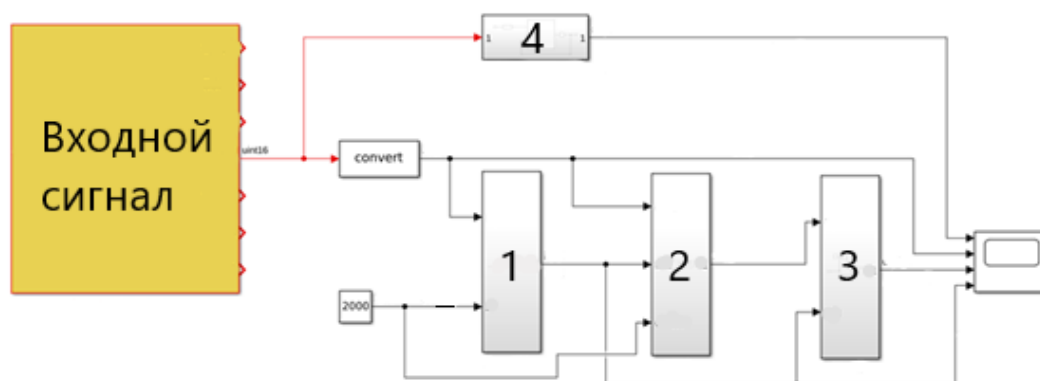 Входной
сигнал
uint16
1 4 1
convert
1
2
3
2000